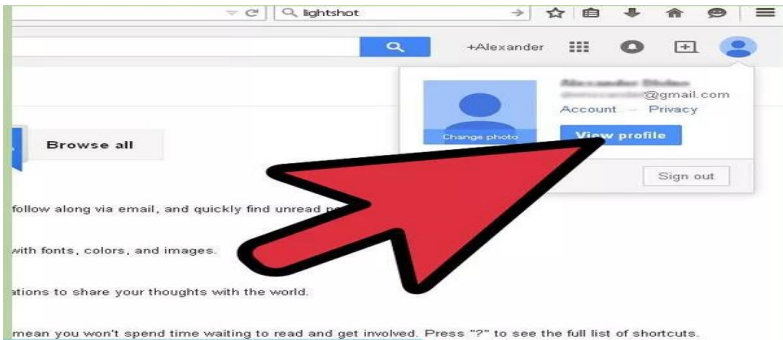 lightshot
+Alexander
@gmail.com
Account – Privacy
Change photo
View profile
Browse all
Sign out
follow along via email, and quickly find unread
with fonts, colors, and images.
ations to share your thoughts with the world.
mean you won't spend time waiting to read and get involved. Press "?" to see the full list of shortcuts.